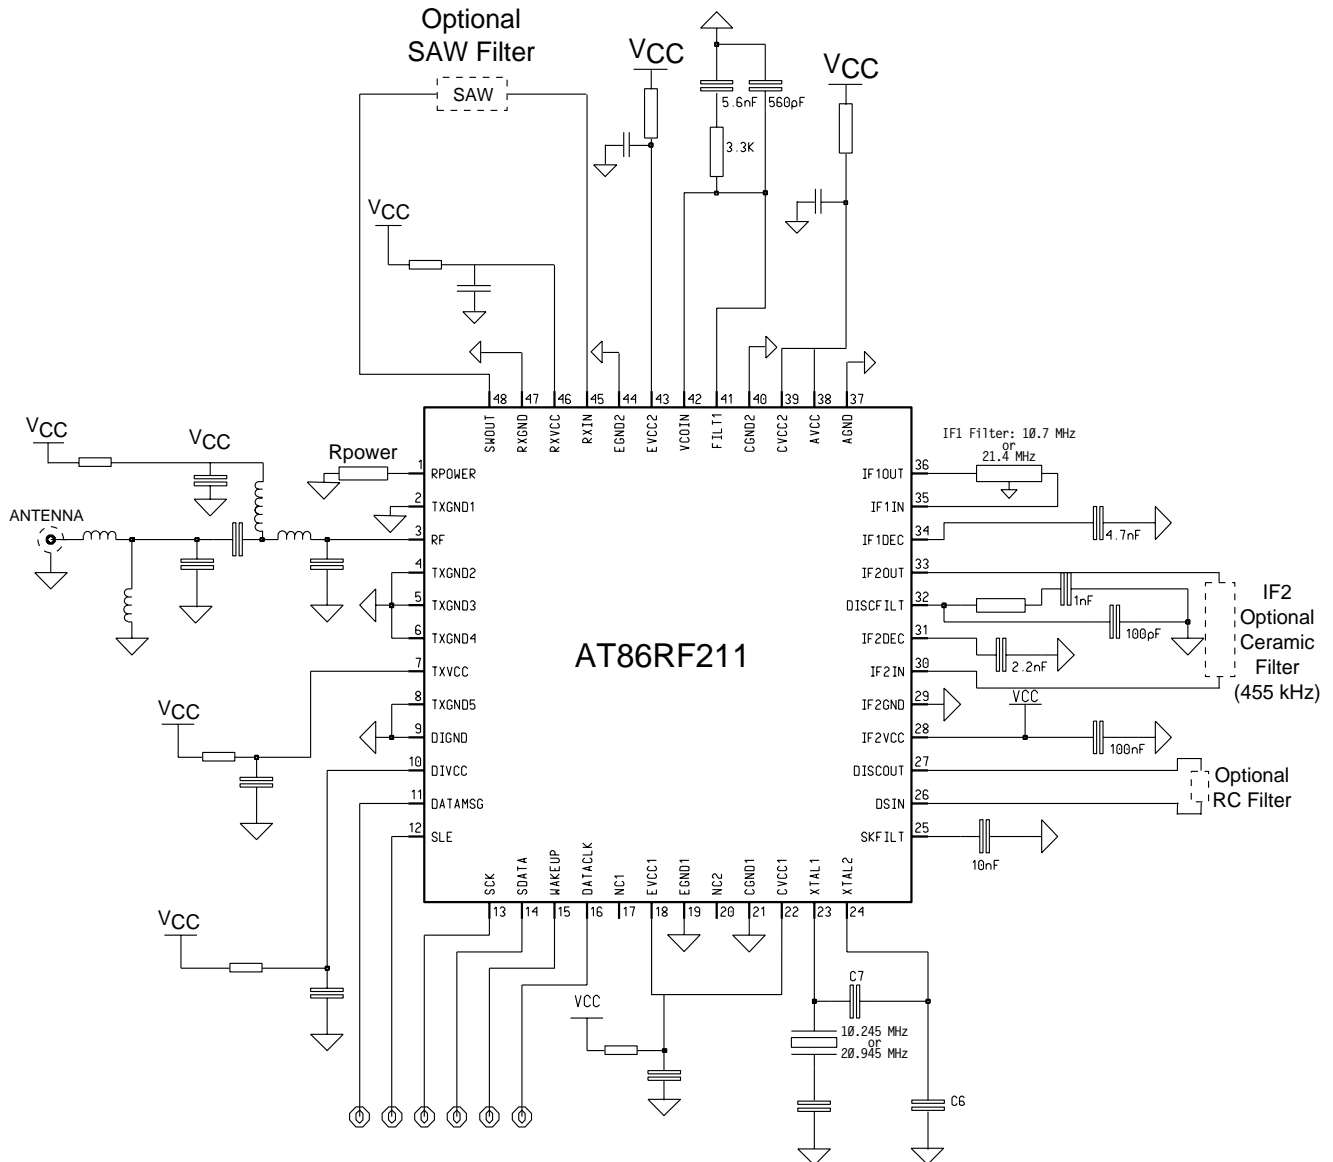 Optional
SAW Filter
SAW
VCC
5.6nF
560pF
3.3K
VCC
VCC
48 47 46 45 44 43 42 41 40 39 38 37
SWOUT
RXGND
RXVCC
RXIN
EGND2
EVCC2
VCOIN
FILT1
CGND2
CVCC2
AVCC
AGND
VCC
VCC
ANTENNA
Rpower
1 RPOWER
2 TXGND1
3 RF
4 TXGND2
5 TXGND3
6 TXGND4
7 TXVCC
8 TXGND5
9 DIGND
10 DIVCC
11 DATAMSG
12 SLE
VCC
VCC
AT86RF211
IF1 Filter: 10.7 MHz
or
21.4 MHz
IF1OUT 36
IF1IN 35
IF1DEC 34
4.7nF
IF2OUT 33
DISCFILT 32
1nF
100pF
IF2DEC 31
2.2nF
IF2IN 30
IF2GND 29
VCC
IF2VCC 28
100nF
DISCOUT 27
DSIN 26
SKFILT 25
10nF
IF2
Optional
Ceramic
Filter
(455 kHz)
Optional
RC Filter
SCK
SDATA
WAKEUP
DATACLK
NC1
EVCC1
EGND1
NC2
CGND1
CVCC1
XTAL1
XTAL2
13 14 15 16 17 18 19 20 21 22 23 24
VCC
C7
10.245 MHz
or
20.945 MHz
C6